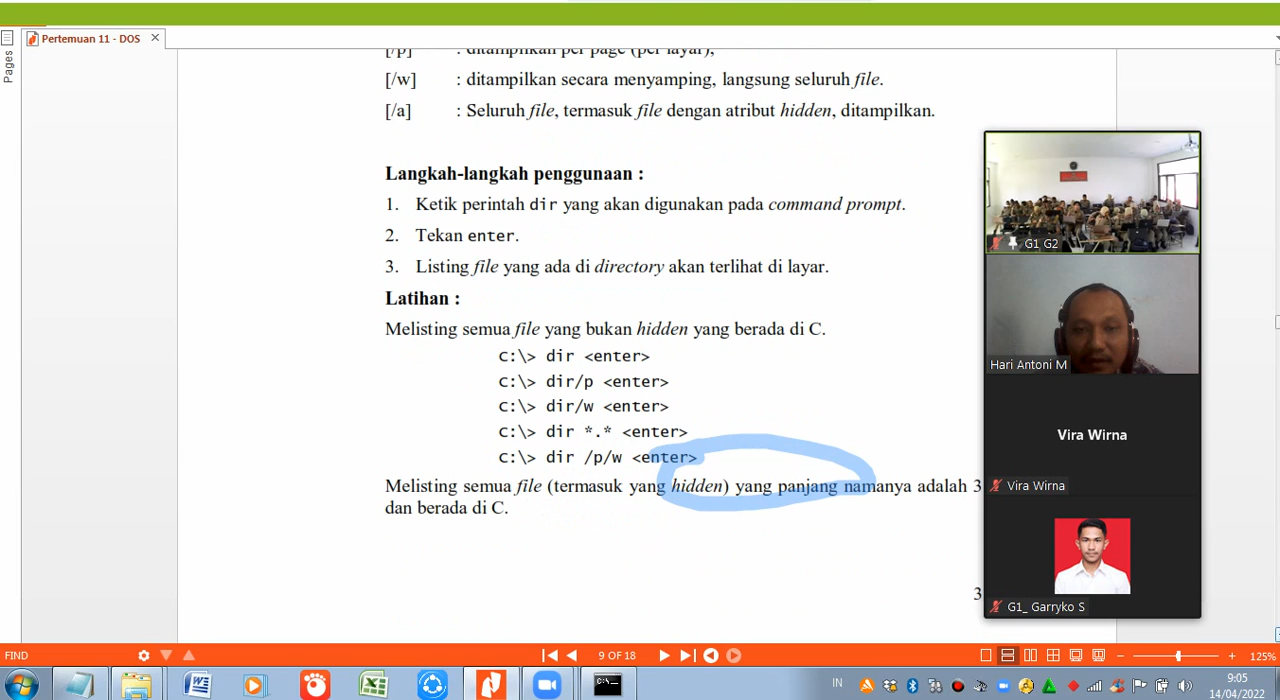 Pertemuan 11 - DOS
Pages
[/p] : ditampilkan per page (per layar),
[/w] : ditampilkan secara menyamping, langsung seluruh file.
[/a] : Seluruh file, termasuk file dengan atribut hidden, ditampilkan.
Langkah-langkah penggunaan :
1. Ketik perintah dir yang akan digunakan pada command prompt.
2. Tekan enter.
3. Listing file yang ada di directory akan terlihat di layar.
Latihan :
Melisting semua file yang bukan hidden yang berada di C.
C:\> dir <enter>
C:\> dir/p <enter>
C:\> dir/w <enter>
C:\> dir *.* <enter>
C:\> dir /p/w <enter>
Melisting semua file (termasuk yang hidden) yang panjang namanya adalah 3
dan berada di C.
3
G1 G2
Hari Antoni M
Vira Wirna
Vira Wirna
G1_ Garryko S
FIND
9 OF 18
125%
IN
9:05
14/04/2022